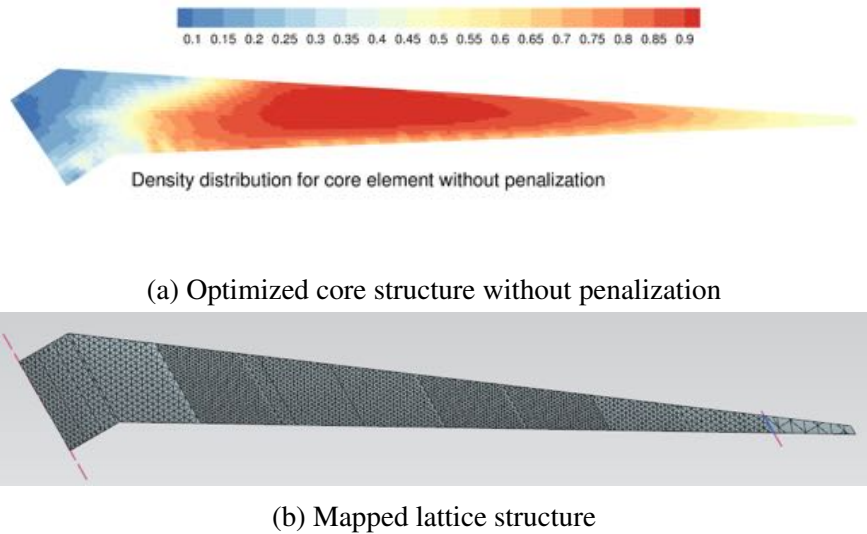 0.1 0.15 0.2 0.25 0.3 0.35 0.4 0.45 0.5 0.55 0.6 0.65 0.7 0.75 0.8 0.85 0.9
Density distribution for core element without penalization
(a) Optimized core structure without penalization
(b) Mapped lattice structure